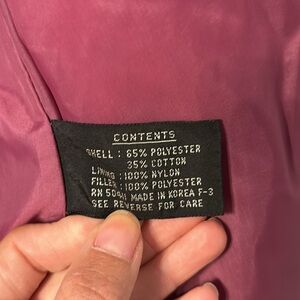 CONTENTS
SHELL : 65% POLYESTER
35% COTTON
LINING : 100% NYLON
FILLER : 100% POLYESTER
RN MADE IN KOREA F-3
SEE REVERSE FOR CARE